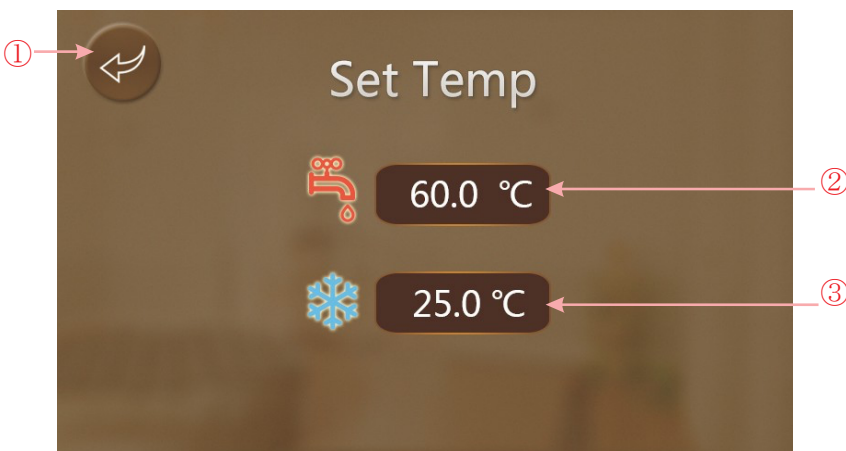 ①
Set Temp
60.0 ℃ ②
25.0 ℃ ③